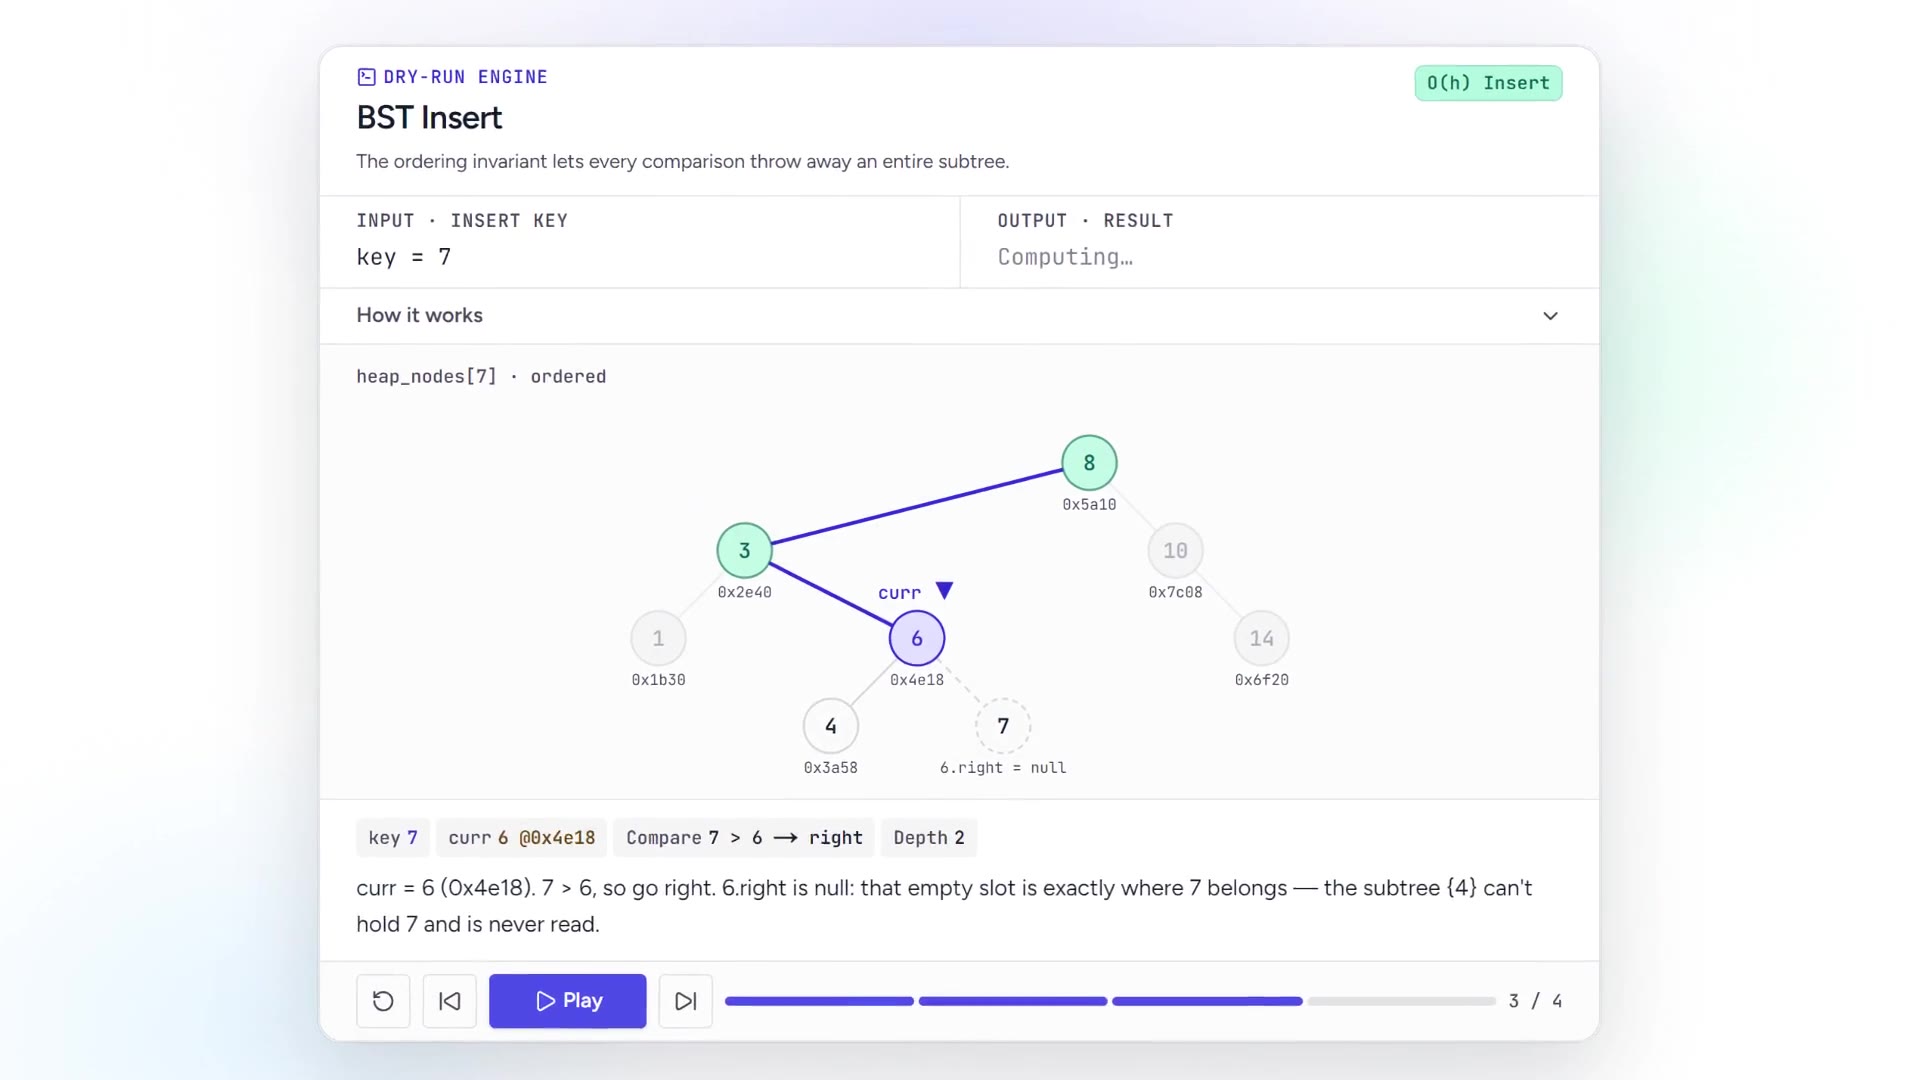 DRY-RUN ENGINE
O(h) Insert
BST Insert
The ordering invariant lets every comparison throw away an entire subtree.
INPUT · INSERT KEY
key = 7
OUTPUT · RESULT
Computing…
How it works
heap_nodes[7] · ordered
8
0x5a10
3
0x2e40
10
0x7c08
curr
1
0x1b30
6
0x4e18
14
0x6f20
4
0x3a58
7
6.right = null
key 7
curr 6 @0x4e18
Compare 7 > 6 → right
Depth 2
curr = 6 (0x4e18). 7 > 6, so go right. 6.right is null: that empty slot is exactly where 7 belongs — the subtree {4} can't
hold 7 and is never read.
Play
3 / 4